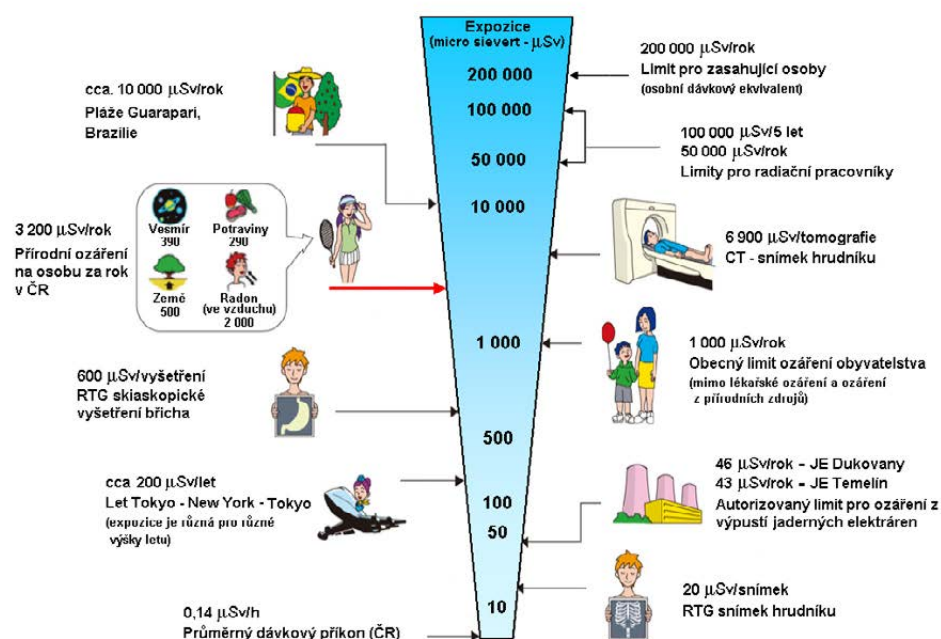 Expozice
(micro sievert - µSv)
200 000
100 000
50 000
10 000
1 000
500
100
50
10
cca. 10 000 µSv/rok
Pláže Guarapari,
Brazílie
3 200 µSv/rok
Přírodní ozáření
na osobu za rok
v ČR
Vesmír
390
Potraviny
290
Země
500
Radon
(ve vzduchu)
2 000
600 µSv/vyšetření
RTG skiaskopické
vyšetření břicha
cca 200 µSv/let
Let Tokyo - New York - Tokyo
(expozice je různá pro různé
výšky letu)
0,14 µSv/h
Průměrný dávkový příkon (ČR)
200 000 µSv/rok
Limit pro zasahující osoby
(osobní dávkový ekvivalent)
100 000 µSv/5 let
50 000 µSv/rok
Limity pro radiační pracovníky
6 900 µSv/tomografie
CT - snímek hrudníku
1 000 µSv/rok
Obecný limit ozáření obyvatelstva
(mimo lékařské ozáření a ozáření
z přírodních zdrojů)
46 µSv/rok - JE Dukovany
43 µSv/rok - JE Temelín
Autorizovaný limit pro ozáření z
výpustí jaderných elektráren
20 µSv/snímek
RTG snímek hrudníku